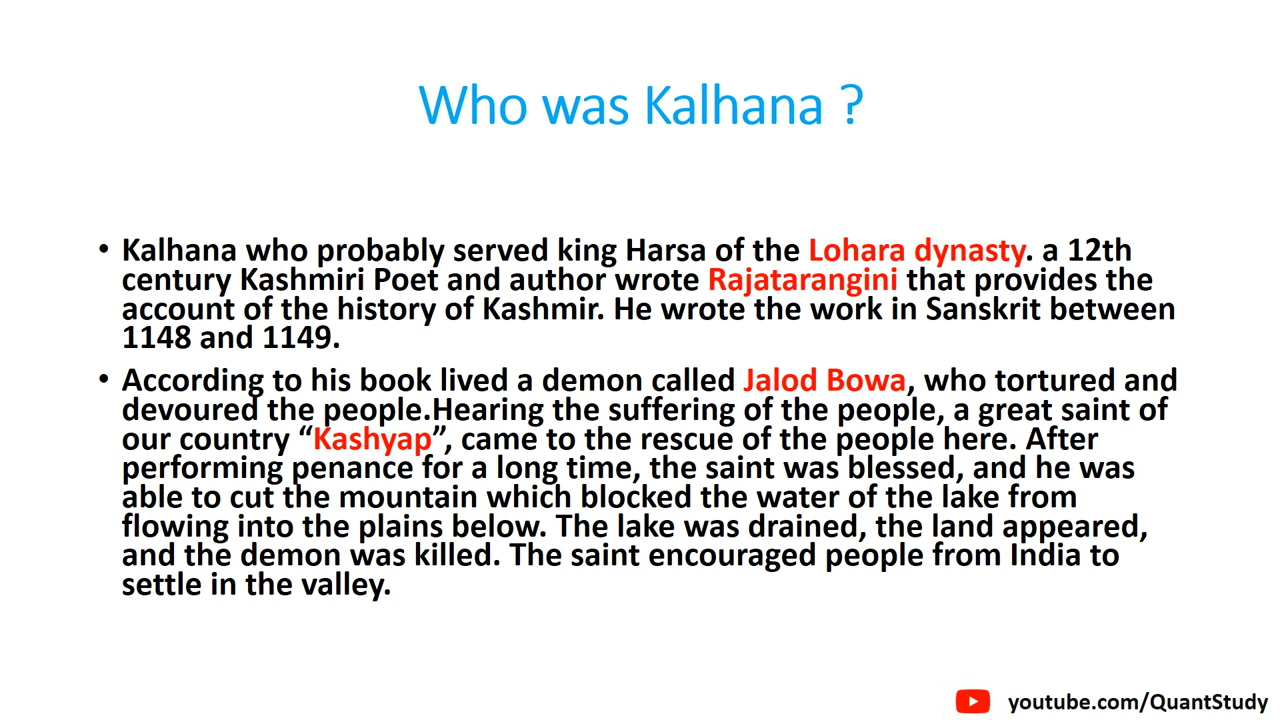 Who was Kalhana ?
• Kalhana who probably served king Harsa of the Lohara dynasty. a 12th
century Kashmiri Poet and author wrote Rajatarangini that provides the
account of the history of Kashmir. He wrote the work in Sanskrit between
1148 and 1149.
• According to his book lived a demon called Jalod Bowa, who tortured and
devoured the people.Hearing the suffering of the people, a great saint of
our country “Kashyap”, came to the rescue of the people here. After
performing penance for a long time, the saint was blessed, and he was
able to cut the mountain which blocked the water of the lake from
flowing into the plains below. The lake was drained, the land appeared,
and the demon was killed. The saint encouraged people from India to
settle in the valley.
youtube.com/QuantStudy